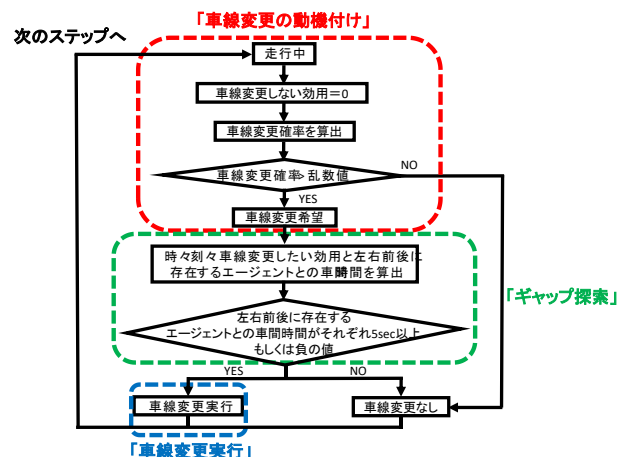 「車線変更の動機付け」
次のステップへ
走行中
車線変更しない効用=0
車線変更確率を算出
車線変更確率>乱数値
NO
YES
車線変更希望
時々刻々車線変更したい効用と左右前後に
存在するエージェントとの車間時間を算出
「ギャップ探索」
左右前後に存在する
エージェントとの車間時間がそれぞれ5sec以上
もしくは負の値
YES
NO
車線変更実行
車線変更なし
「車線変更実行」